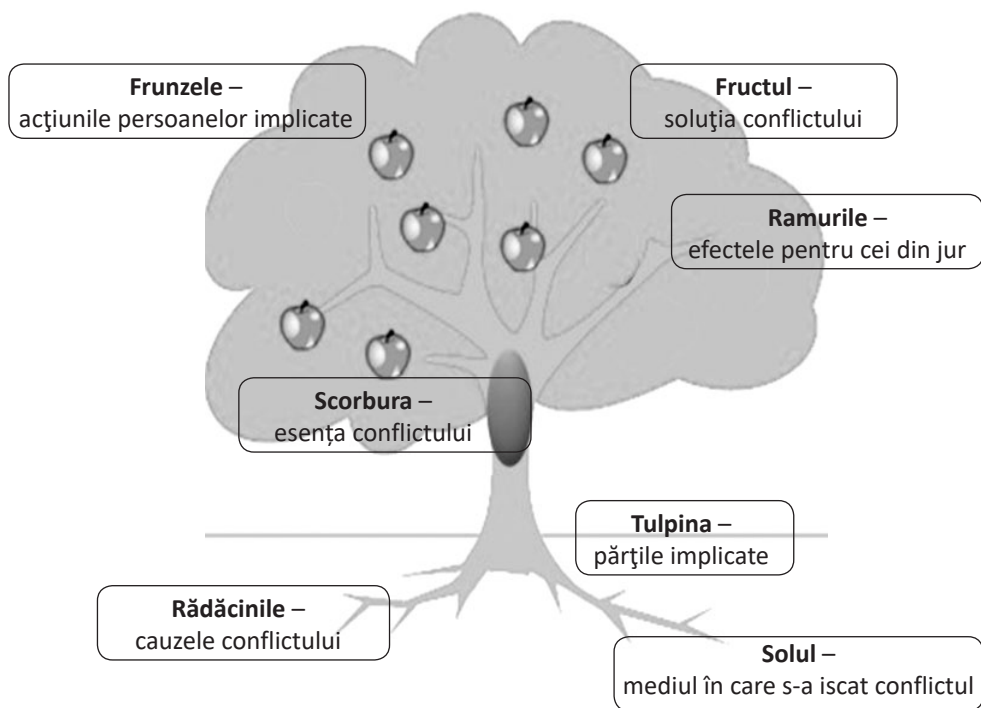 Frunzele –
acţiunile persoanelor implicate
Fructul –
soluţia conflictului
Ramurile –
efectele pentru cei din jur
Scorbura –
esența conflictului
Tulpina –
părţile implicate
Rădăcinile –
cauzele conflictului
Solul –
mediul în care s-a iscat conflictul